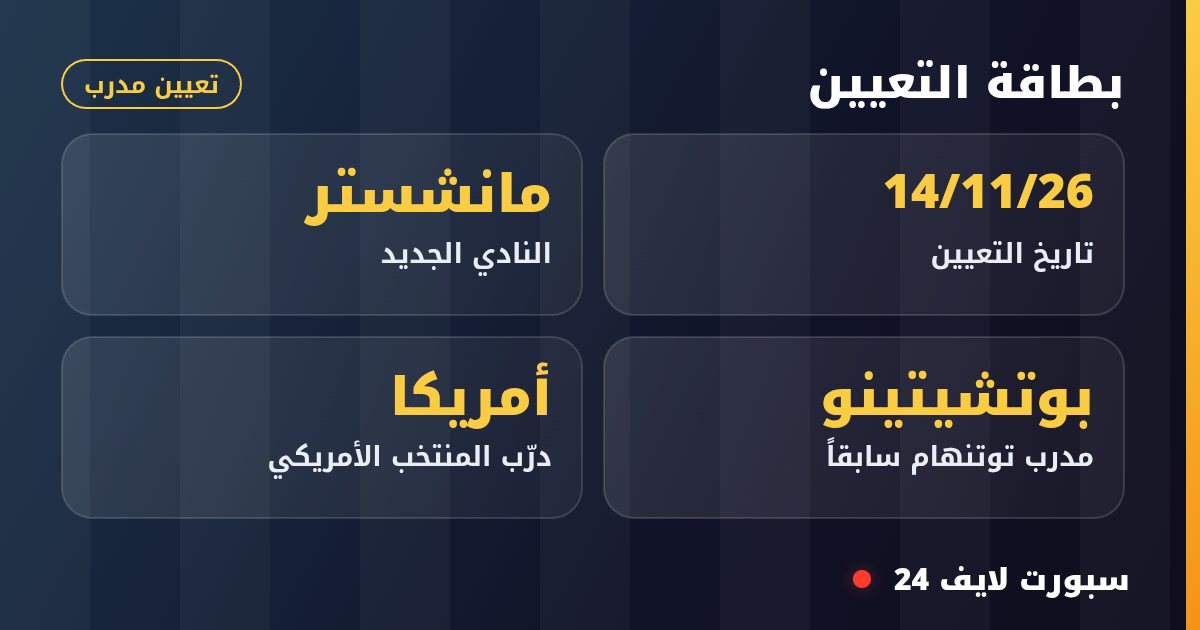 بطاقة التعيين
تعيين مدرب
14/11/26
تاريخ التعيين
مانشستر
النادي الجديد
بوتشيتينو
مدرب توتنهام سابقاً
أمريكا
درّب المنتخب الأمريكي
سبورت لايف 24